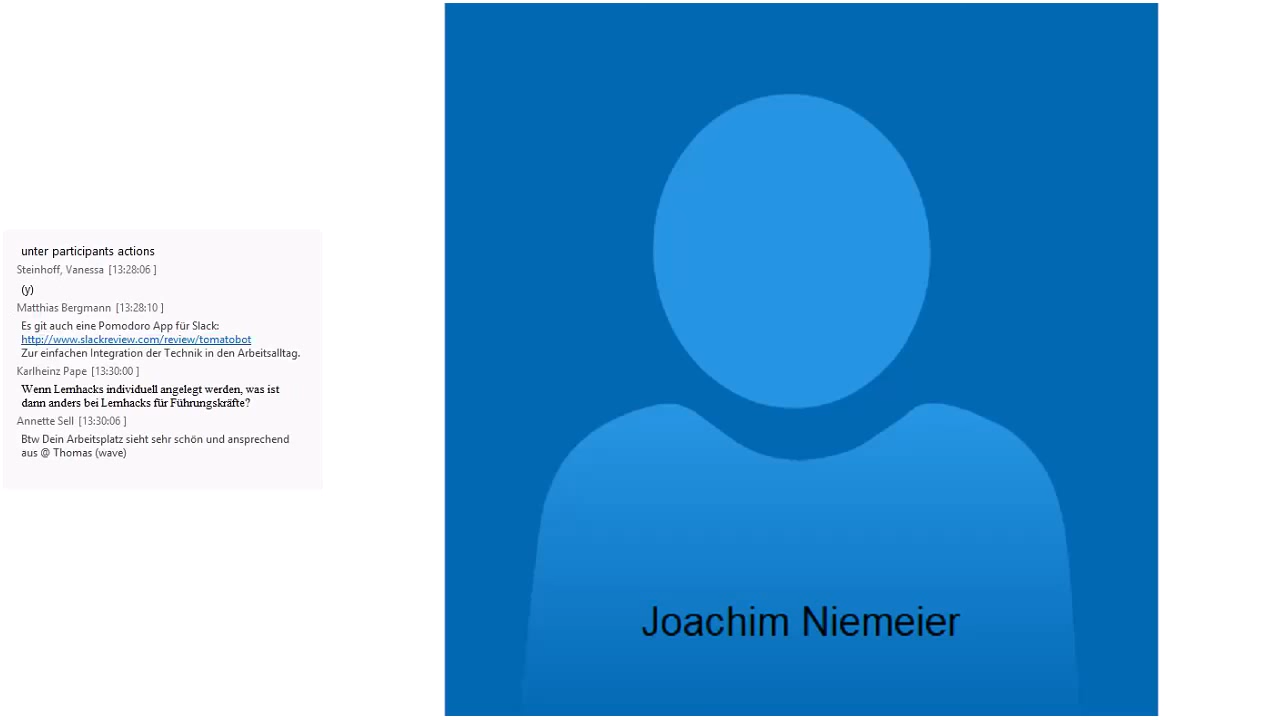 unter participants actions
Steinhoff, Vanessa [13:28:06 ]
(y)
Matthias Bergmann [13:28:10 ]
Es git auch eine Pomodoro App für Slack:
http://www.slackreview.com/review/tomatobot
Zur einfachen Integration der Technik in den Arbeitsalltag.
Karlheinz Pape [13:30:00 ]
Wenn Lernhacks individuell angelegt werden, was ist
dann anders bei Lernhacks für Führungskräfte?
Annette Sell [13:30:06 ]
Btw Dein Arbeitsplatz sieht sehr schön und ansprechend
aus @ Thomas (wave)
Joachim Niemeier